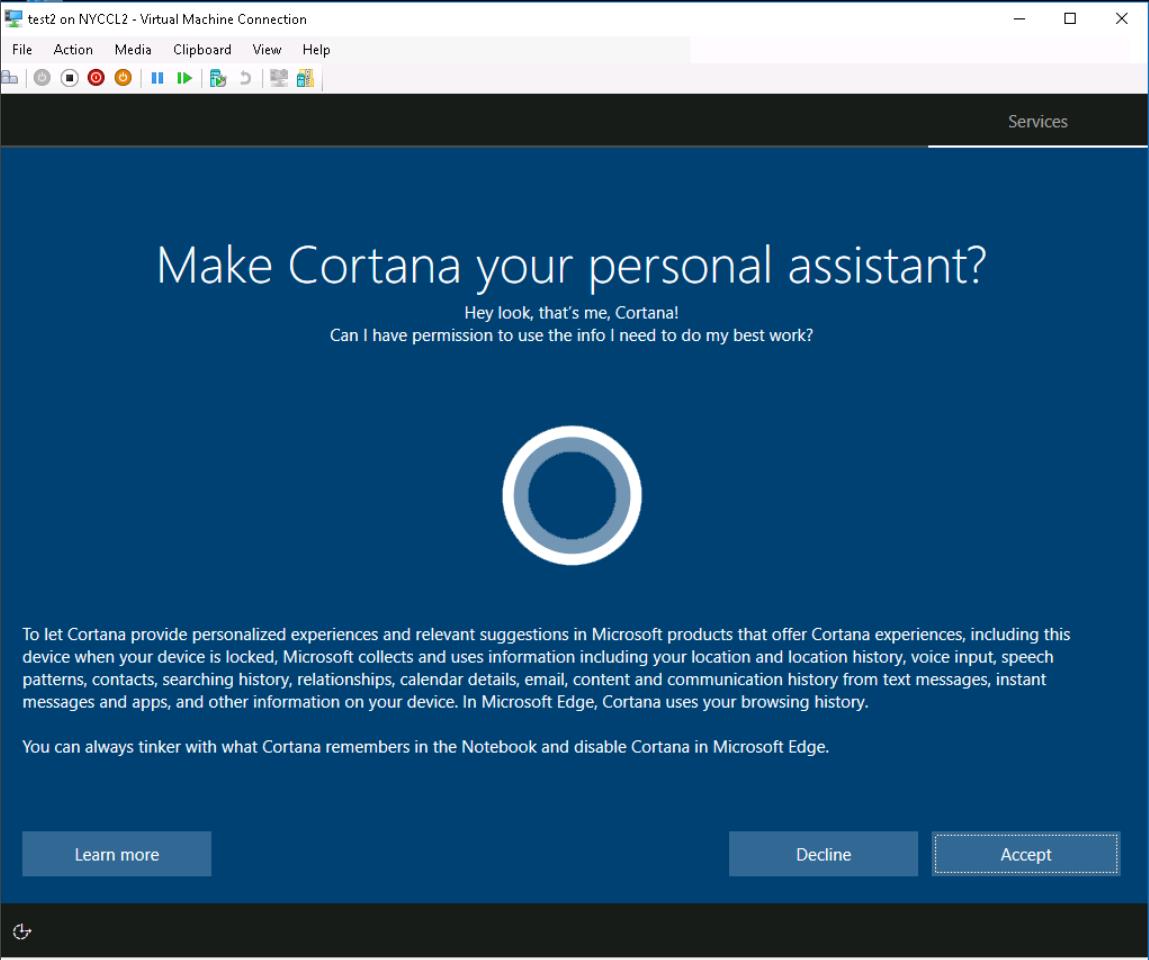 test2 on NYCCL2 - Virtual Machine Connection
File Action Media Clipboard View Help
Services
Make Cortana your personal assistant?
Hey look, that's me, Cortana!
Can I have permission to use the info I need to do my best work?
To let Cortana provide personalized experiences and relevant suggestions in Microsoft products that offer Cortana experiences, including this
device when your device is locked, Microsoft collects and uses information including your location and location history, voice input, speech
patterns, contacts, searching history, relationships, calendar details, email, content and communication history from text messages, instant
messages and apps, and other information on your device. In Microsoft Edge, Cortana uses your browsing history.
You can always tinker with what Cortana remembers in the Notebook and disable Cortana in Microsoft Edge.
Learn more Decline Accept